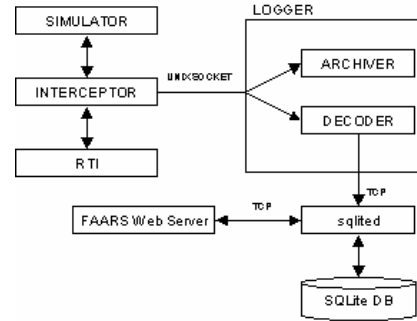 LOGGER
SIMULATOR
ARCHIVER
UNIXSOCKET
INTERCEPTOR
DECODER
RTI
TCP
TCP
FAARS Web Server
sqlited
SQLite DB